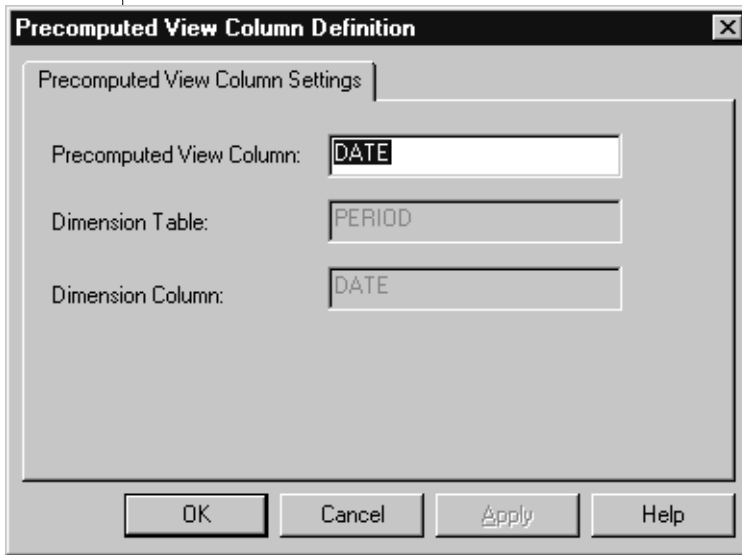 Precomputed View Column Definition
Precomputed View Column Settings
Precomputed View Column: DATE
Dimension Table: PERIOD
Dimension Column: DATE
OK Cancel Apply Help